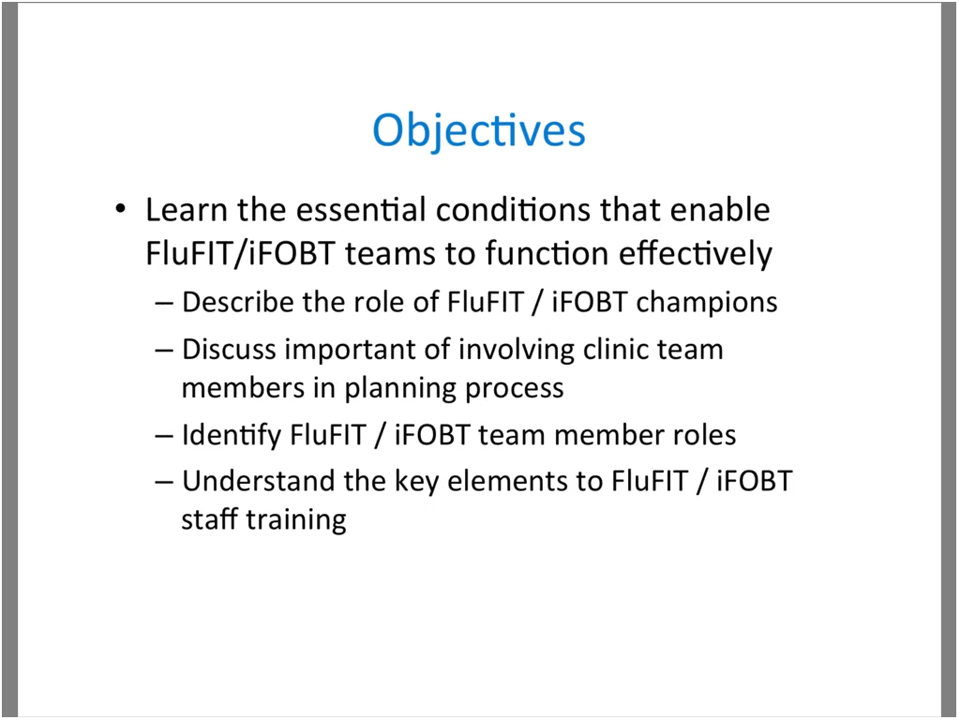 Objectives
• Learn the essential conditions that enable
FluFIT/iFOBT teams to function effectively
– Describe the role of FluFIT / iFOBT champions
– Discuss important of involving clinic team
members in planning process
– Identify FluFIT / iFOBT team member roles
– Understand the key elements to FluFIT / iFOBT
staff training